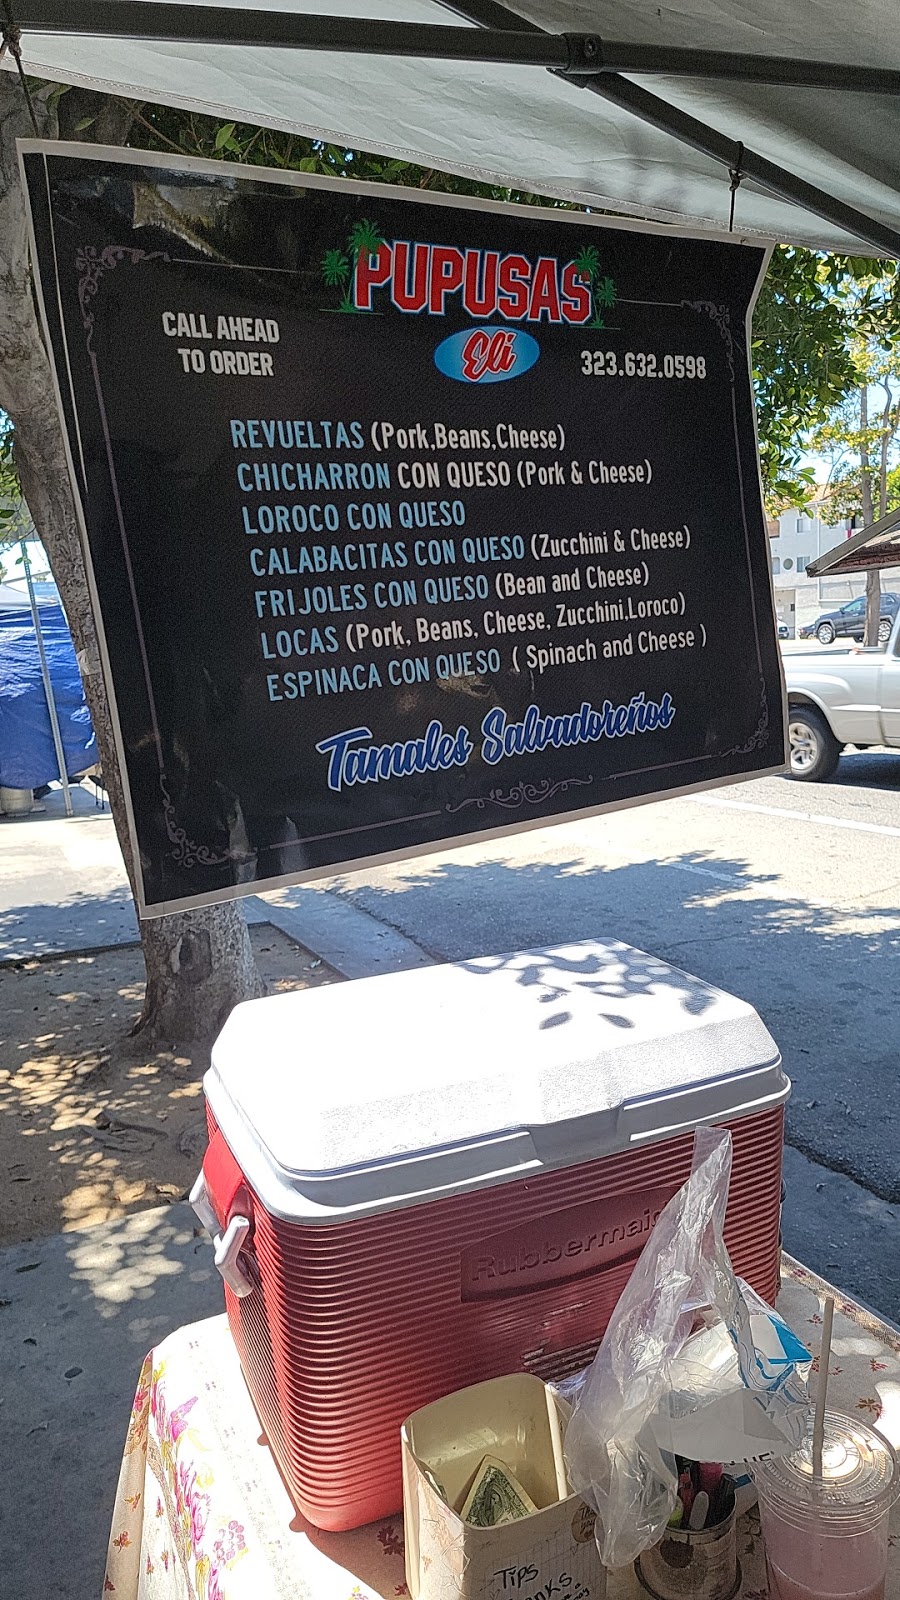 PUPUSAS
Eli
CALL AHEAD
TO ORDER
323.632.0598
REVUELTAS (Pork,Beans,Cheese)
CHICHARRON CON QUESO (Pork & Cheese)
LOROCO CON QUESO
CALABACITAS CON QUESO (Zucchini & Cheese)
FRIJOLES CON QUESO (Bean and Cheese)
LOCAS (Pork, Beans, Cheese, Zucchini,Loroco)
ESPINACA CON QUESO ( Spinach and Cheese )
Tamales Salvadoreños
Rubbermaid
Tips